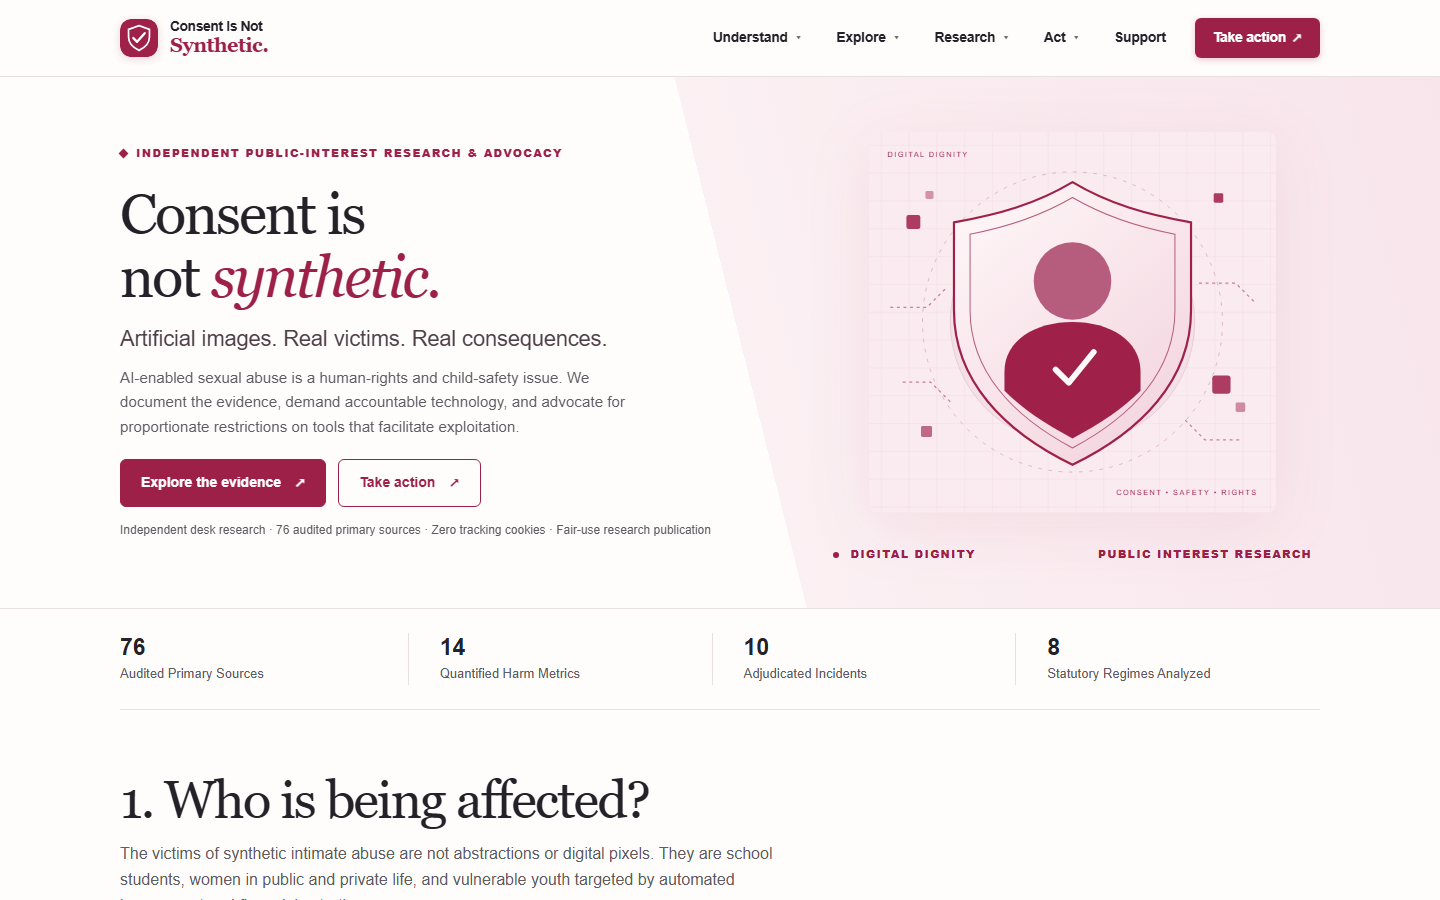 Consent Is Not
Synthetic.
Understand
Explore
Research
Act
Support
Take action ↗
INDEPENDENT PUBLIC-INTEREST RESEARCH & ADVOCACY
Consent is
not synthetic.
Artificial images. Real victims. Real consequences.
AI-enabled sexual abuse is a human-rights and child-safety issue. We
document the evidence, demand accountable technology, and advocate for
proportionate restrictions on tools that facilitate exploitation.
Explore the evidence ↗
Take action ↗
Independent desk research · 76 audited primary sources · Zero tracking cookies · Fair-use research publication
DIGITAL DIGNITY
CONSENT • SAFETY • RIGHTS
DIGITAL DIGNITY
PUBLIC INTEREST RESEARCH
76
Audited Primary Sources
14
Quantified Harm Metrics
10
Adjudicated Incidents
8
Statutory Regimes Analyzed
1. Who is being affected?
The victims of synthetic intimate abuse are not abstractions or digital pixels. They are school
students, women in public and private life, and vulnerable youth targeted by automated